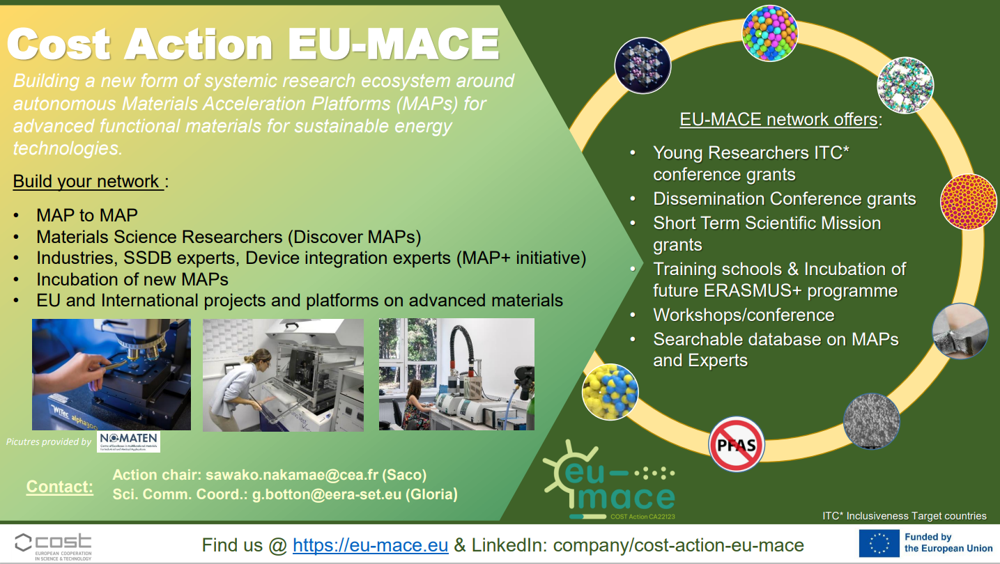 Cost Action EU-MACE
Building a new form of systemic research ecosystem around
autonomous Materials Acceleration Platforms (MAPs) for
advanced functional materials for sustainable energy
technologies.
Build your network :
• MAP to MAP
• Materials Science Researchers (Discover MAPs)
• Industries, SSDB experts, Device integration experts (MAP+ initiative)
• Incubation of new MAPs
• EU and International projects and platforms on advanced materials
WITec alpha300
Picutres provided by
NOMATEN
Centre of Excellence in Multifunctional Materials
for Industrial and Medical Applications
Contact:
Action chair: sawako.nakamae@cea.fr (Saco)
Sci. Comm. Coord.: g.botton@eera-set.eu (Gloria)
EU-MACE network offers:
• Young Researchers ITC*
conference grants
• Dissemination Conference grants
• Short Term Scientific Mission
grants
• Training schools & Incubation of
future ERASMUS+ programme
• Workshops/conference
• Searchable database on MAPs
and Experts
PFAS
eu-
mace
COST Action CA22123
ITC* Inclusiveness Target countries
cost
EUROPEAN COOPERATION
IN SCIENCE & TECHNOLOGY
Find us @ https://eu-mace.eu & LinkedIn: company/cost-action-eu-mace
Funded by
the European Union